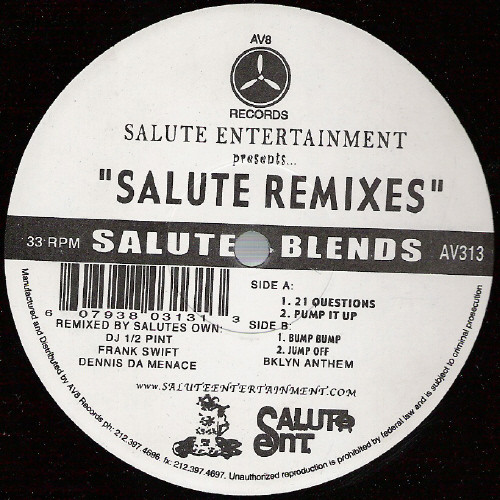 AV8
RECORDS
SALUTE ENTERTAINMENT
presents...
"SALUTE REMIXES"
33 RPM SALUTE BLENDS AV313
SIDE A:
1. 21 QUESTIONS
2. PUMP IT UP
SIDE B:
1. BUMP BUMP
2. JUMP OFF
BKLYN ANTHEM
6 07938 03131 3
REMIXED BY SALUTES OWN:
DJ 1/2 PINT
FRANK SWIFT
DENNIS DA MENACE
WWW.SALUTEENTERTAINMENT.COM
SALUTE
ENT.
Manufactured and Distributed by AV8 Records ph: 212.397.4696, fx: 212.397.4697. Unauthorized reproduction is prohibited by federal law and is subject to criminal prosecution